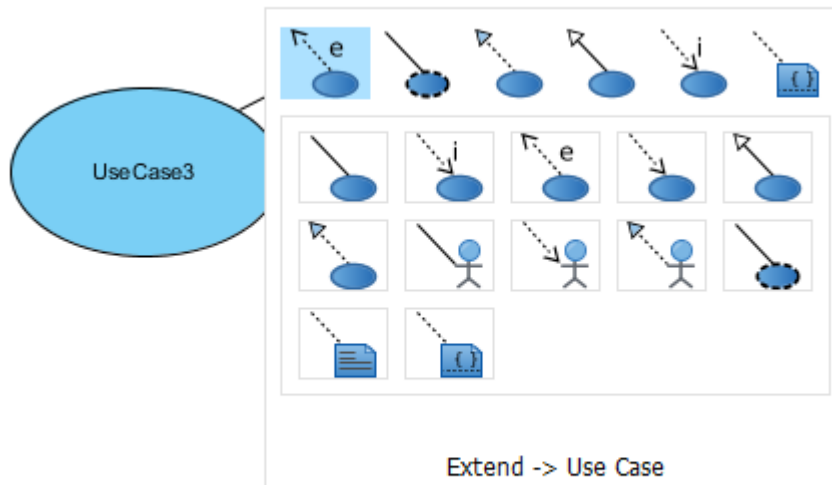 e
i
{ }
UseCase3
i
e
{ }
Extend -> Use Case